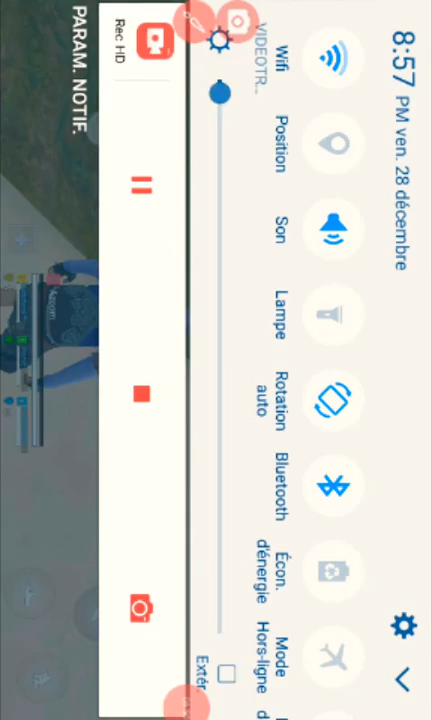 8:57 PM ven. 28 décembre
Wifi
Position
Son
Lampe
Rotation
auto
Bluetooth
Écon.
d'énergie
Mode
Hors-ligne
VIDEOTR...
Extér.
Rec HD
PARAM. NOTIF.